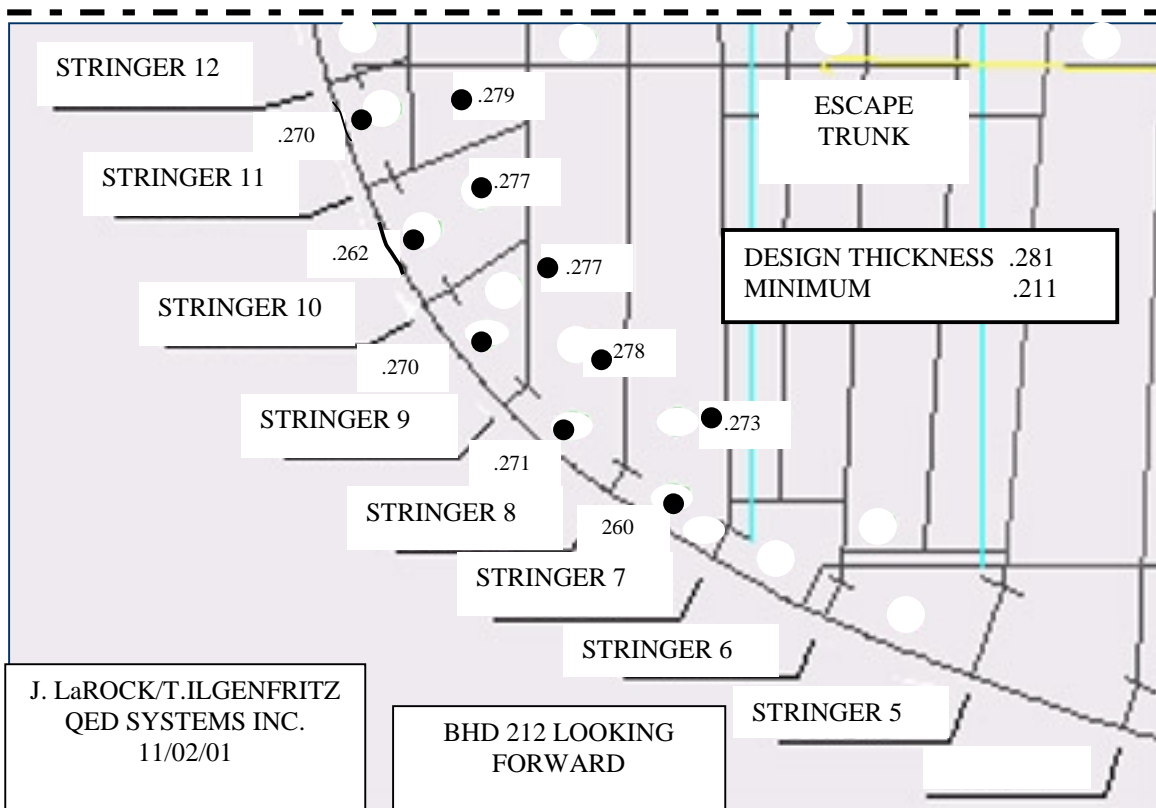 STRINGER 12
.279
ESCAPE
TRUNK
.270
STRINGER 11
.277
.262
.277
DESIGN THICKNESS .281
MINIMUM .211
STRINGER 10
.278
.270
STRINGER 9
.273
.271
STRINGER 8
260
STRINGER 7
STRINGER 6
STRINGER 5
J. LaROCK/T.ILGENFRITZ
QED SYSTEMS INC.
11/02/01
BHD 212 LOOKING
FORWARD